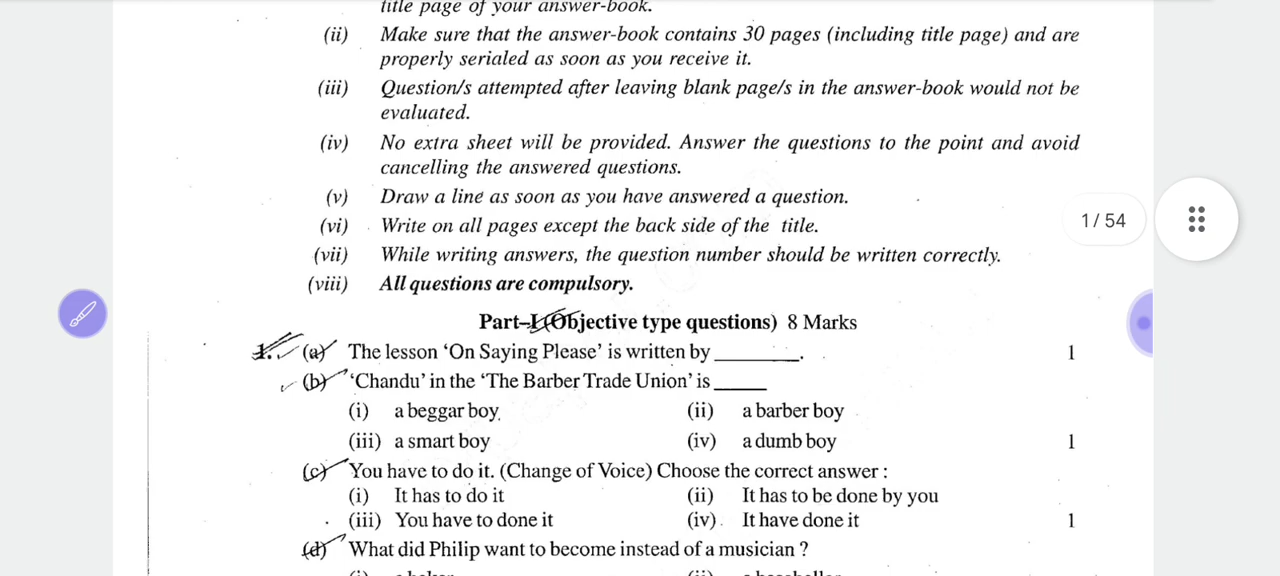 title page of your answer-book.
(ii) Make sure that the answer-book contains 30 pages (including title page) and are
properly serialed as soon as you receive it.
(iii) Question/s attempted after leaving blank page/s in the answer-book would not be
evaluated.
(iv) No extra sheet will be provided. Answer the questions to the point and avoid
cancelling the answered questions.
(v) Draw a line as soon as you have answered a question.
(vi) Write on all pages except the back side of the title.
(vii) While writing answers, the question number should be written correctly.
(viii) All questions are compulsory.
1 / 54
Part–I (Objective type questions) 8 Marks
1. (a) The lesson ‘On Saying Please’ is written by ________. 1
(b) ‘Chandu’ in the ‘The Barber Trade Union’ is _____
(i) a beggar boy. (ii) a barber boy
(iii) a smart boy (iv) a dumb boy 1
(c) You have to do it. (Change of Voice) Choose the correct answer :
(i) It has to do it (ii) It has to be done by you
(iii) You have to done it (iv) It have done it 1
(d) What did Philip want to become instead of a musician ?